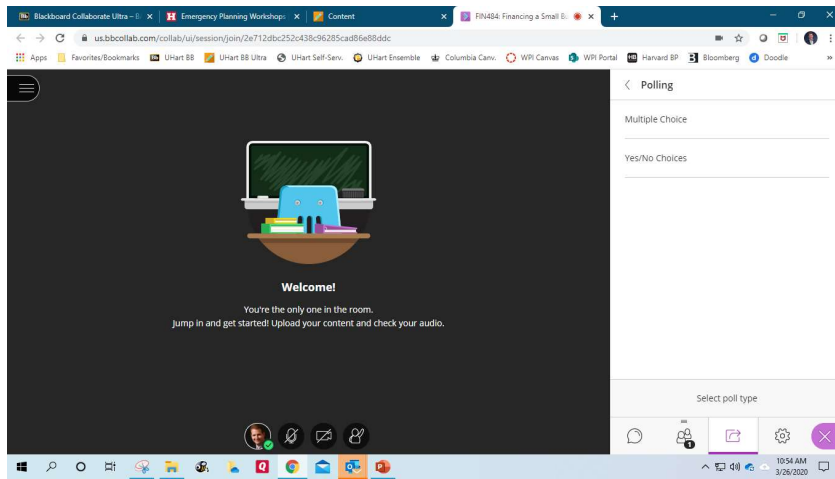 Blackboard Collaborate Ultra – B
Emergency Planning Workshops
Content
FIN484: Financing a Small B
us.bbcollab.com/collab/ui/session/join/2e712dbc252c438c96285cad86e88ddc
Apps
Favorites/Bookmarks
UHart BB
UHart BB Ultra
UHart Self-Serv.
UHart Ensemble
Columbia Canv.
WPI Canvas
WPI Portal
Harvard BP
Bloomberg
Doodle
»
Polling
Multiple Choice
Yes/No Choices
Welcome!
You're the only one in the room.
Jump in and get started! Upload your content and check your audio.
Select poll type
1
10:54 AM
3/26/2020